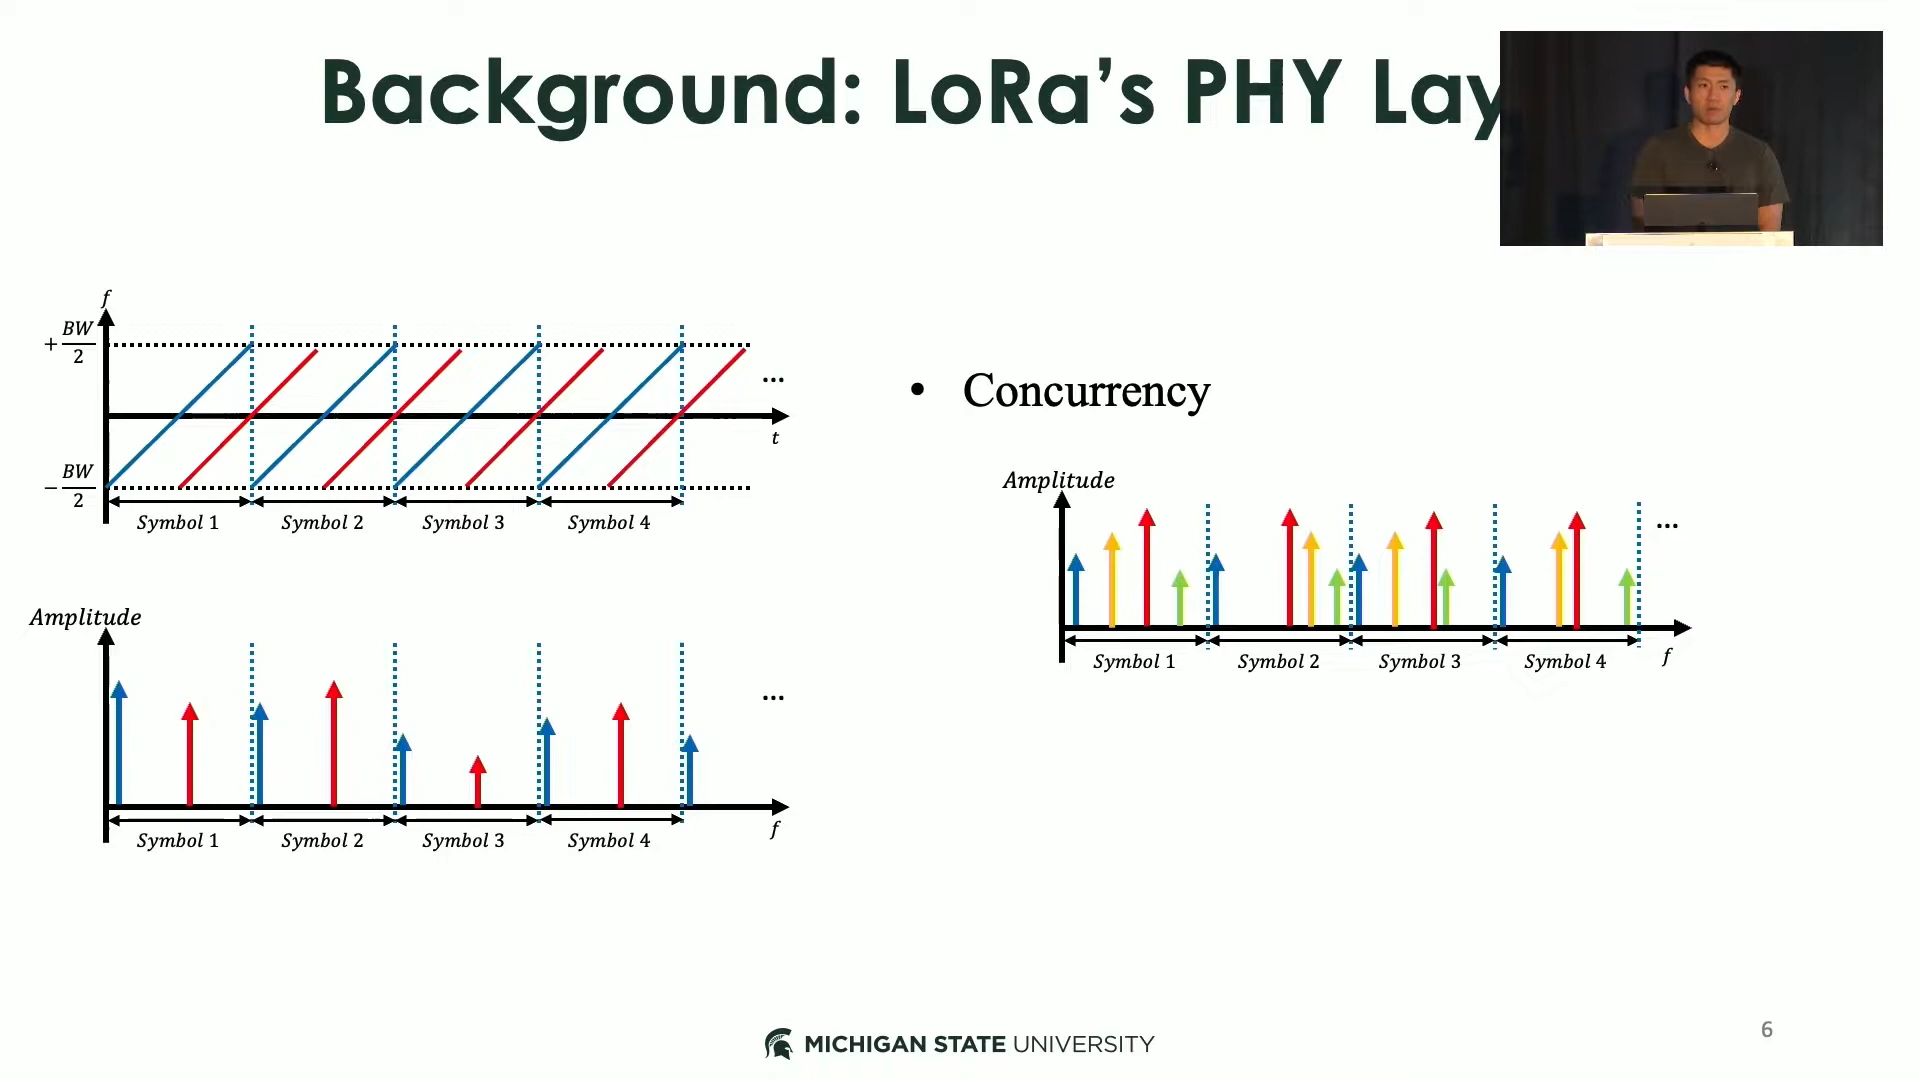 Background: LoRa's PHY Lay
f
+ BW
2
...
t
− BW
2
Symbol 1 Symbol 2 Symbol 3 Symbol 4
Amplitude
...
f
Symbol 1 Symbol 2 Symbol 3 Symbol 4
• Concurrency
Amplitude
...
Symbol 1 Symbol 2 Symbol 3 Symbol 4 f
MICHIGAN STATE UNIVERSITY
6